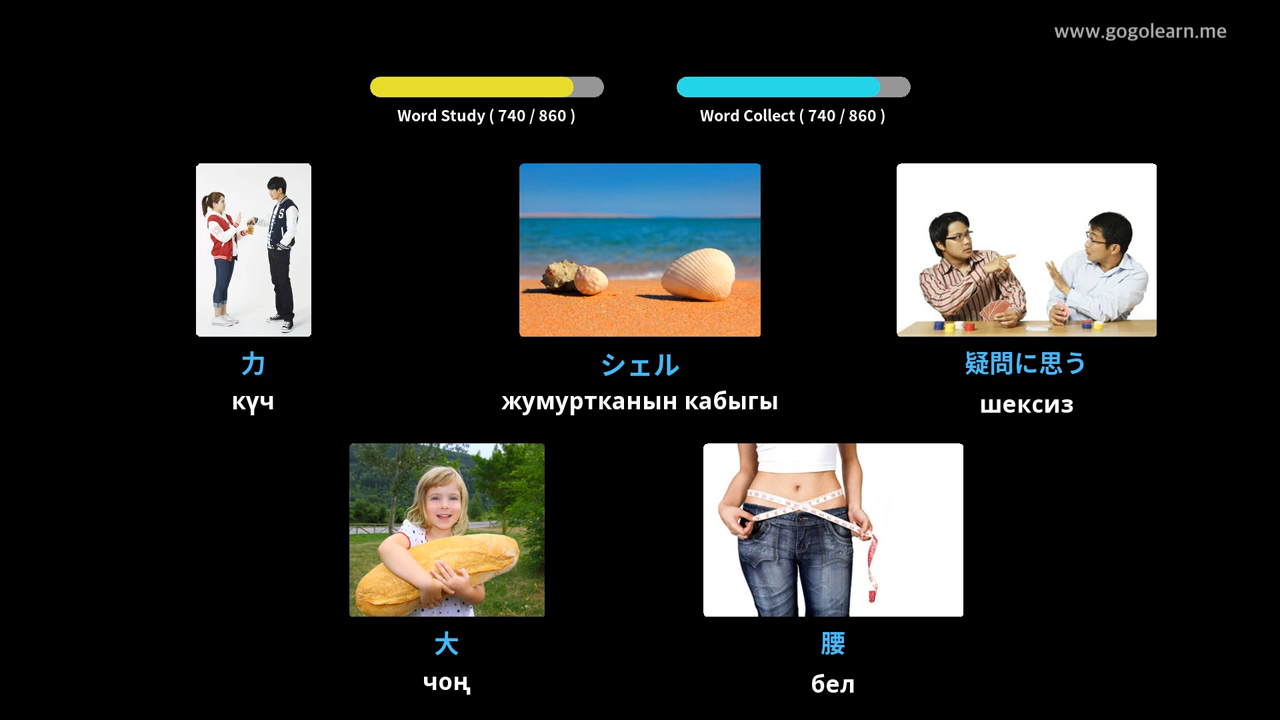 www.gogolearn.me
Word Study ( 740 / 860 )
Word Collect ( 740 / 860 )
力
күч
シェル
жумуртканын кабыгы
疑問に思う
шексиз
大
чоң
腰
бел